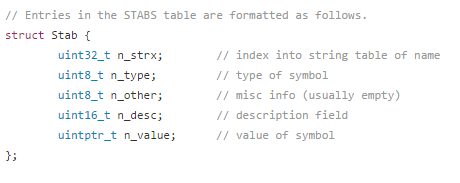 // Entries in the STABS table are formatted as follows.
struct Stab {
        uint32_t n_strx;        // index into string table of name
        uint8_t n_type;         // type of symbol
        uint8_t n_other;        // misc info (usually empty)
        uint16_t n_desc;        // description field
        uintptr_t n_value;      // value of symbol
};